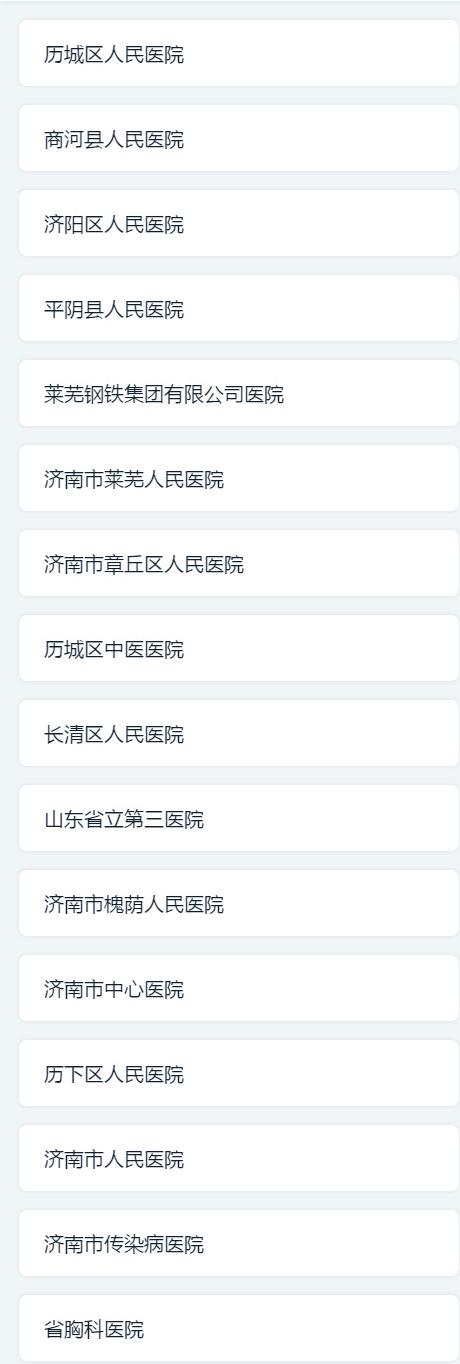 历城区人民医院
商河县人民医院
济阳区人民医院
平阴县人民医院
莱芜钢铁集团有限公司医院
济南市莱芜人民医院
济南市章丘区人民医院
历城区中医医院
长清区人民医院
山东省立第三医院
济南市槐荫人民医院
济南市中心医院
历下区人民医院
济南市人民医院
济南市传染病医院
省胸科医院